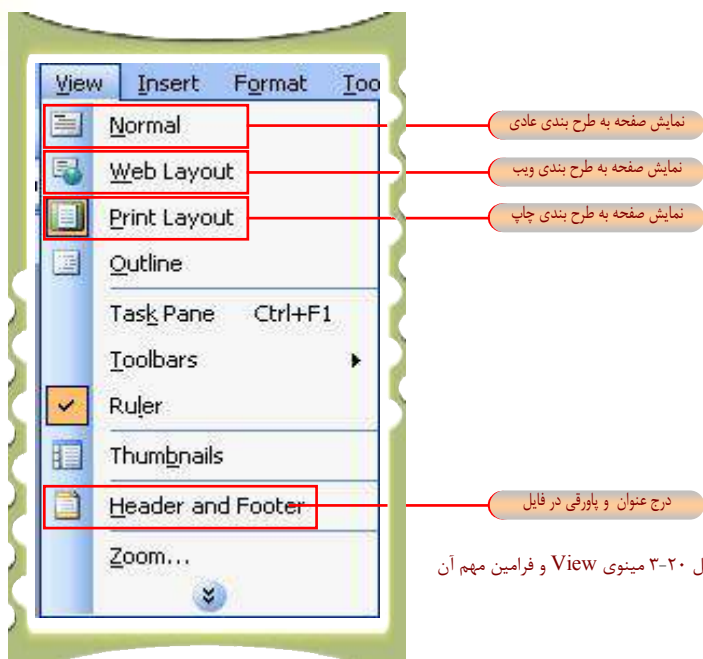 View Insert Format Too
Normal
نمایش صفحه به طرح بندی عادی
Web Layout
نمایش صفحه به طرح بندی ویب
Print Layout
نمایش صفحه به طرح بندی چاپ
Outline
Task Pane Ctrl+F1
Toolbars
Ruler
Thumbnails
Header and Footer
درج عنوان و پاورقی در فایل
Zoom...
ل ۲۰-۳ مینوی View و فرامین مهم آن